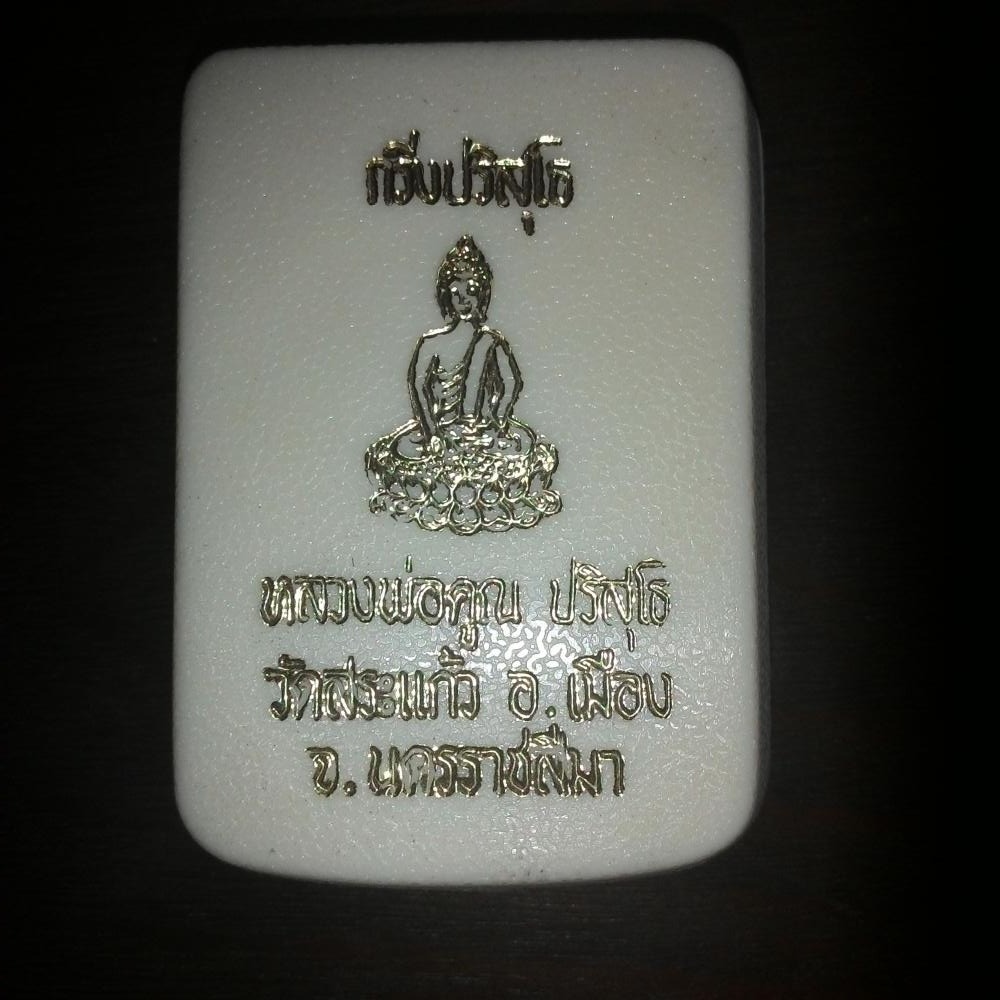 กริ่งปริสุทโธ
หลวงพ่อคูณ ปริสุทโธ
วัดสระแก้ว อ.เมือง
จ.นครราชสีมา